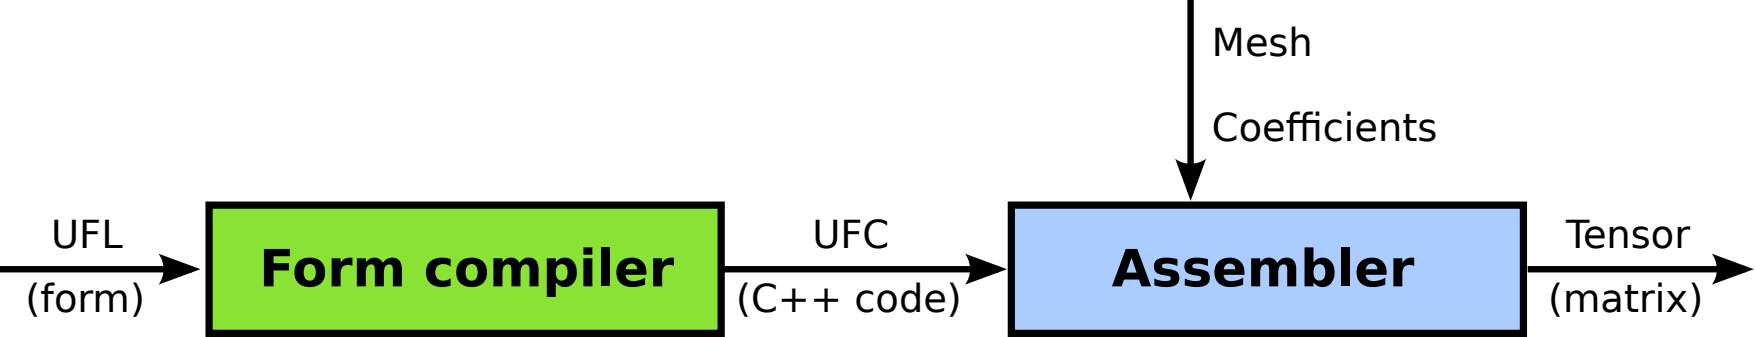 Mesh
Coefficients
UFL
(form)
Form compiler
UFC
(C++ code)
Assembler
Tensor
(matrix)